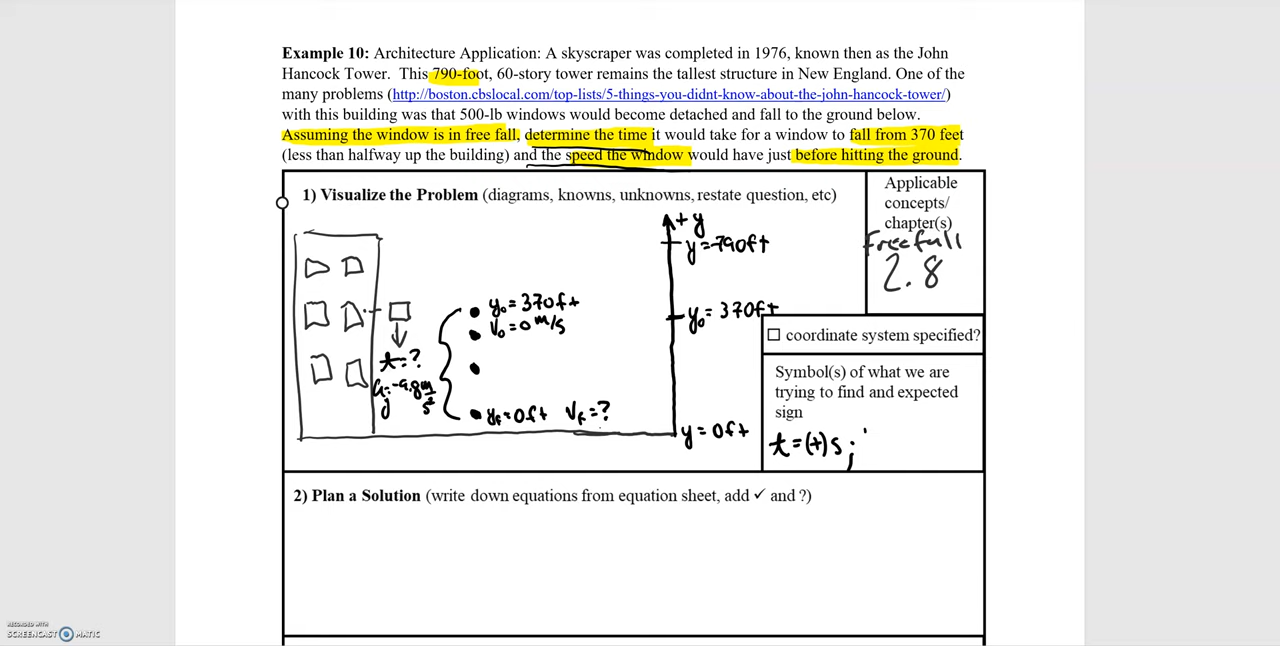 Example 10: Architecture Application: A skyscraper was completed in 1976, known then as the John
Hancock Tower. This 790-foot, 60-story tower remains the tallest structure in New England. One of the
many problems (http://boston.cbslocal.com/top-lists/5-things-you-didnt-know-about-the-john-hancock-tower/)
with this building was that 500-lb windows would become detached and fall to the ground below.
Assuming the window is in free fall, determine the time it would take for a window to fall from 370 feet
(less than halfway up the building) and the speed the window would have just before hitting the ground.
1) Visualize the Problem (diagrams, knowns, unknowns, restate question, etc)
Applicable
concepts/
chapter(s)
Free fall
2.8
+y
y=790ft
y₀=370ft
v₀=0 m/s
y₀=370ft
t=?
a_y=-9.8 m/s²
y_f=0ft v_f=?
y=0ft
☐ coordinate system specified?
Symbol(s) of what we are
trying to find and expected
sign
t=(+)s;
2) Plan a Solution (write down equations from equation sheet, add ✓ and ?)
RECORDED WITH
SCREENCAST MATIC